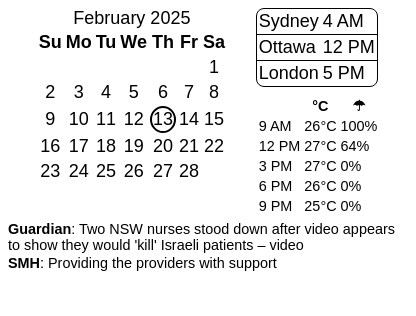 February 2025
Su Mo Tu We Th Fr Sa
1
2 3 4 5 6 7 8
9 10 11 12 13 14 15
16 17 18 19 20 21 22
23 24 25 26 27 28
Sydney 4 AM
Ottawa 12 PM
London 5 PM
°C ☂
9 AM 26°C 100%
12 PM 27°C 64%
3 PM 27°C 0%
6 PM 26°C 0%
9 PM 25°C 0%
Guardian: Two NSW nurses stood down after video appears
to show they would 'kill' Israeli patients – video
SMH: Providing the providers with support